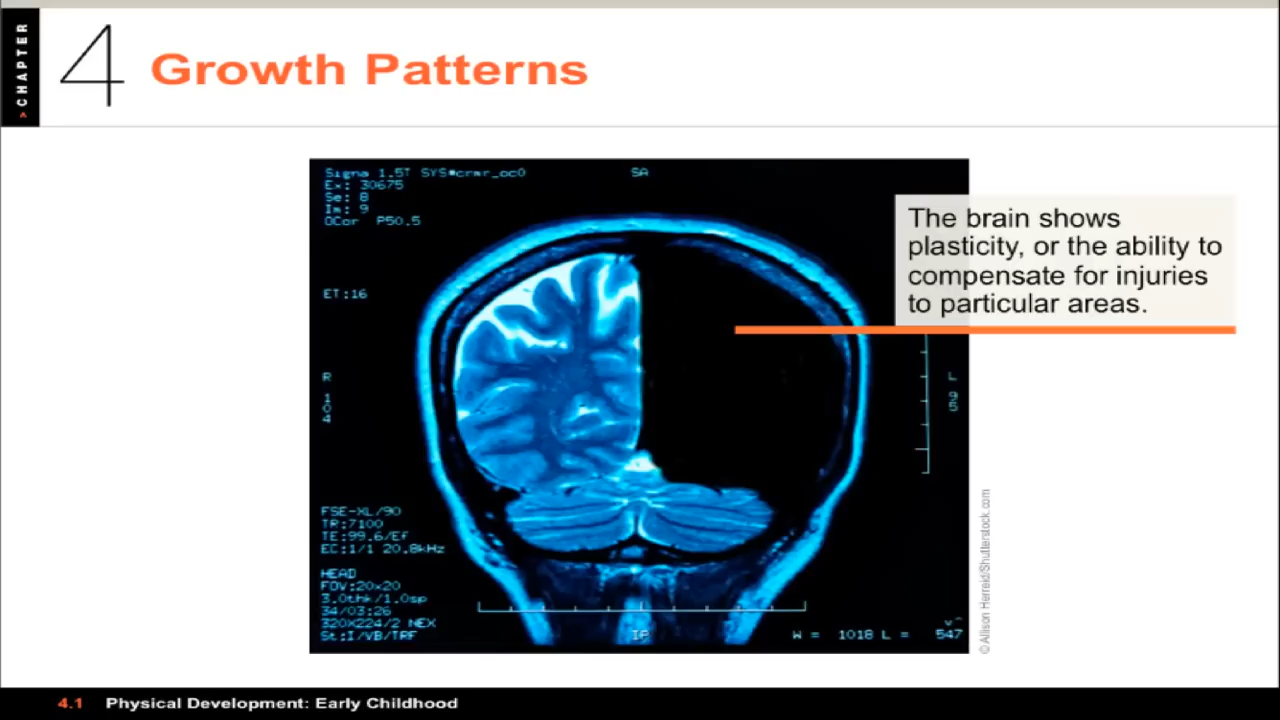 > CHAPTER
4 Growth Patterns
Signa 1.5T SYS#crmr_oc0
Ex: 30675
Se: 8
Im: 9
OCor P50.5
SA
The brain shows
plasticity, or the ability to
compensate for injuries
to particular areas.
ET:16
R
104
FSE-XL/90
TR:7100
TE:99.6/Ef
EC:1/1 20.8kHz
HEAD
FOV:20x20
3.0thk/1.0sp
34/03:26
320X224/2 NEX
St:I/VB/TRF
IP
W = 1018 L = 547
© Allison Herreid/Shutterstock.com
4.1 Physical Development: Early Childhood